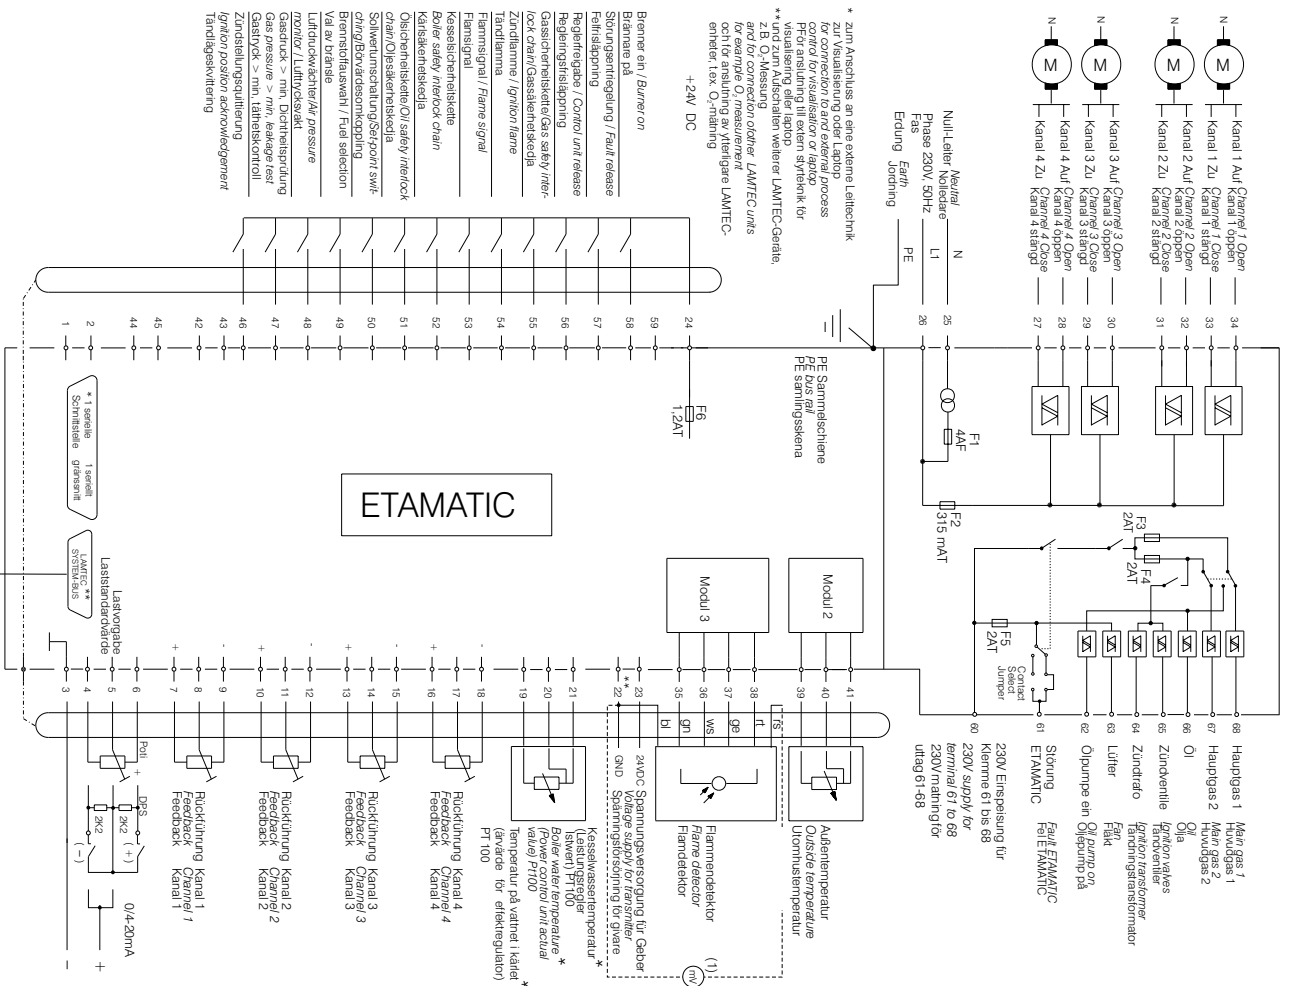 * zum Anschluss an eine externe Leittechnik
zur Visualisierung oder Laptop
for connection to and external process
control for visualisation or laptop
PFör anslutning till extern styrteknik för
visualisering eller laptop
**und zum Aufschalten weiterer LAMTEC-Geräte,
z.B. O2-Messung
and for connection ofother LAMTEC units
for example O2 measurement
och för anslutning av ytterligare LAMTEC-
enheter, t.ex. O2-mätning
N
M
Kanal 1 Auf Channel 1 Open
Kanal 1 öppen
34
Kanal 1 Zu Channel 1 Close
Kanal 1 stängd
33
N
M
Kanal 2 Auf Channel 2 Open
Kanal 2 öppen
32
Kanal 2 Zu Channel 2 Close
Kanal 2 stängd
31
N
M
Kanal 3 Auf Channel 3 Open
Kanal 3 öppen
30
Kanal 3 Zu Channel 3 Close
Kanal 3 stängd
29
N
M
Kanal 4 Auf Channel 4 Open
Kanal 4 öppen
28
Kanal 4 Zu Channel 4 Close
Kanal 4 stängd
27
Null-Leiter Neutral
Nolledare
N
25
Phase 230V, 50Hz
Fas
L1
26
Erdung Earth
Jordning
PE
PE Sammelschiene
PE bus rail
PE samlingsskena
F1
4AF
F2
315 mAT
F3
2AT
F4
2AT
F5
2AT
Contact
Select
Jumper
68
Hauptgas 1 Main gas 1
Huvudgas 1
67
Hauptgas 2 Main gas 2
Huvudgas 2
66
Öl Oil
Olja
65
Zündventile Ignition valves
Tändventiler
64
Zündtrafo Ignition transformer
Tändningstransformator
63
Lüfter Fan
Fläkt
62
Ölpumpe ein Oil pump on
Oljepump på
61
Störung Fault ETAMATIC
ETAMATIC Fel ETAMATIC
60
230V Einspeisung für
Klemme 61 bis 68
230V supply for
terminal 61 to 68
230V matning för
uttag 61-68
+24V DC
24
F6
1,2AT
59
Brenner ein / Burner on
Brännare på
58
Störungsentriegelung / Fault release
Felfrisläppning
57
Reglerfreigabe / Control unit release
Regleringsfrisläppning
56
Gassicherheitskette/Gas safety inter-
lock chain/Gassäkerhetskedja
55
Zündflamme / Ignition flame
Tändflamma
54
Flammsignal / Flame signal
Flamsignal
53
Kesselsicherheitskette
Boiler safety interlock chain
Kärlsäkerhetskedja
52
Ölsicherheitskette/Oil safety interlock
chain/Oljesäkerhetskedja
51
Sollwertumschaltung/Set-point swit-
ching/Börvärdesomkoppling
50
Brennstoffauswahl / Fuel selection
Val av bränsle
49
Luftdruckwächter/Air pressure
monitor / Lufttrycksvakt
48
Gasdruck > min, Dichtheitsprüfung
Gas pressure > min, leakage test
Gastryck > min, täthetskontroll
47
Zündstellungsquittierung
Ignition position acknowledgement
Tändlägeskvittering
46
43
42
45
44
2
1
* 1 serielle
Schnittstelle
1 seriellt
gränssnitt
LAMTEC **
SYSTEM-BUS
Lastvorgabe
Laststandardvärde
ETAMATIC
Modul 2
Modul 3
41
40
39
Außentemperatur
Outside temperature
Utomhustemperatur
38
37
36
35
rs
rt
ge
ws
gn
bl
Flammendetektor
Flame detector
Flamdetektor
(1)
mV
23
** 22
24VDC Spannungsversorgung für Geber
Voltage supply for transmitter
GND Spänningsförsörjning för givare
21
20
19
Kesselwassertemperatur *
(Leistungsregler
Istwert) PT100
Boiler water temperature *
(Power control unit actual
value) Pt100
Temperatur på vattnet i kärlet *
(ärvärde för effektregulator)
PT 100
- 18
17
+ 16
Rückführung Kanal 4
Feedback Channel 4
Feedback Kanal 4
- 15
14
+ 13
Rückführung Kanal 3
Feedback Channel 3
Feedback Kanal 3
- 12
11
+ 10
Rückführung Kanal 2
Feedback Channel 2
Feedback Kanal 2
- 9
8
+ 7
Rückführung Kanal 1
Feedback Channel 1
Feedback Kanal 1
6
5
4
3
Poti
+
DPS
2K2
2K2
(+)
(-)
0/4-20mA
+
-